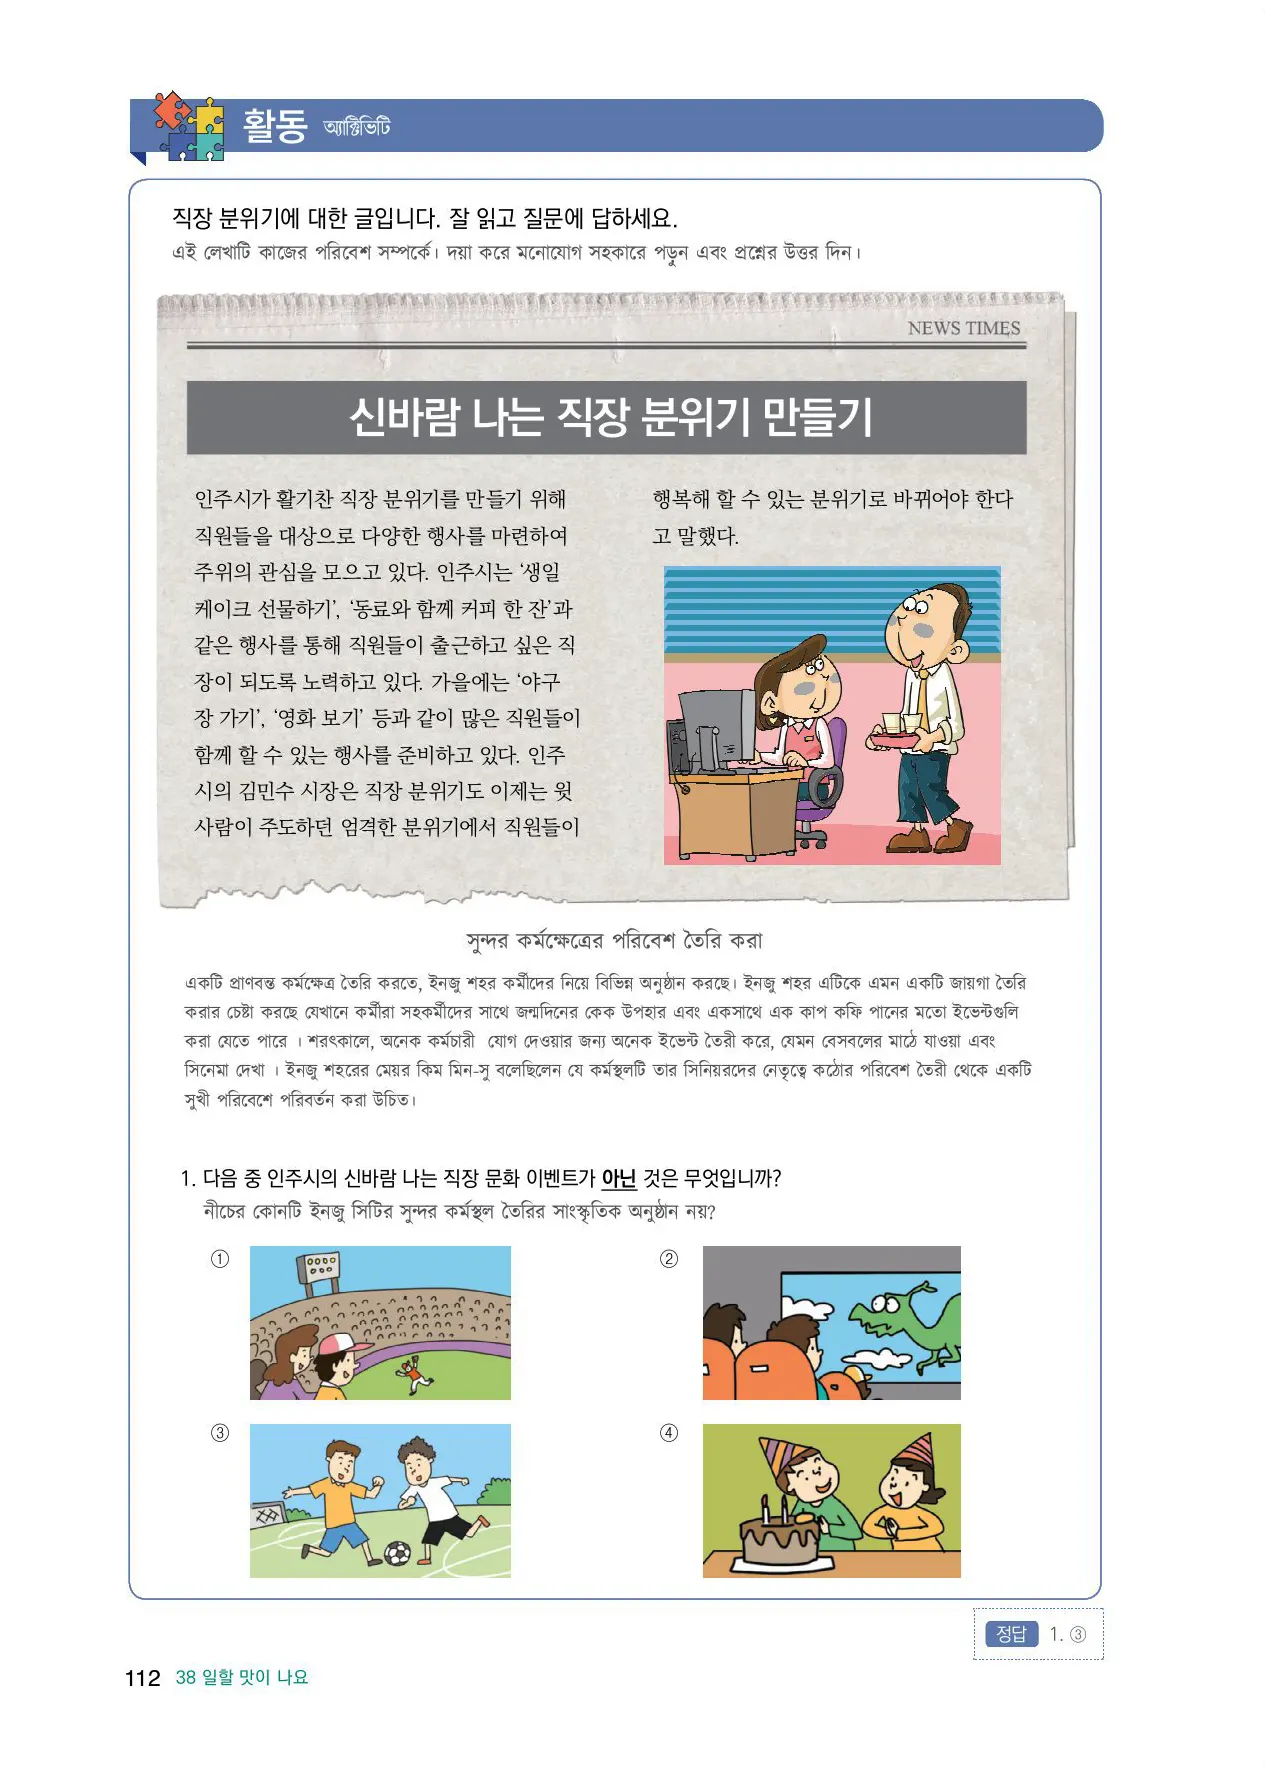 활동 অ্যাক্টিভিটি
직장 분위기에 대한 글입니다. 잘 읽고 질문에 답하세요.
এই লেখাটি কাজের পরিবেশ সম্পর্কে। দয়া করে মনোযোগ সহকারে পড়ুন এবং প্রশ্নের উত্তর দিন।
NEWS TIMES
신바람 나는 직장 분위기 만들기
인주시가 활기찬 직장 분위기를 만들기 위해
직원들을 대상으로 다양한 행사를 마련하여
주위의 관심을 모으고 있다. 인주시는 ‘생일
케이크 선물하기’, ‘동료와 함께 커피 한 잔’과
같은 행사를 통해 직원들이 출근하고 싶은 직
장이 되도록 노력하고 있다. 가을에는 ‘야구
장 가기’, ‘영화 보기’ 등과 같이 많은 직원들이
함께 할 수 있는 행사를 준비하고 있다. 인주
시의 김민수 시장은 직장 분위기도 이제는 윗
사람이 주도하던 엄격한 분위기에서 직원들이
행복해 할 수 있는 분위기로 바뀌어야 한다
고 말했다.
সুন্দর কর্মক্ষেত্রের পরিবেশ তৈরি করা
একটি প্রাণবন্ত কর্মক্ষেত্র তৈরি করতে, ইনজু শহর কর্মীদের নিয়ে বিভিন্ন অনুষ্ঠান করছে। ইনজু শহর এটিকে এমন একটি জায়গা তৈরি
করার চেষ্টা করছে যেখানে কর্মীরা সহকর্মীদের সাথে জন্মদিনের কেক উপহার এবং একসাথে এক কাপ কফি পানের মতো ইভেন্টগুলি
করা যেতে পারে । শরৎকালে, অনেক কর্মচারী যোগ দেওয়ার জন্য অনেক ইভেন্ট তৈরী করে, যেমন বেসবলের মাঠে যাওয়া এবং
সিনেমা দেখা । ইনজু শহরের মেয়র কিম মিন-সু বলেছিলেন যে কর্মস্থলটি তার সিনিয়রদের নেতৃত্বে কঠোর পরিবেশ তৈরী থেকে একটি
সুখী পরিবেশে পরিবর্তন করা উচিত।
1. 다음 중 인주시의 신바람 나는 직장 문화 이벤트가 아닌 것은 무엇입니까?
নীচের কোনটি ইনজু সিটির সুন্দর কর্মস্থল তৈরির সাংস্কৃতিক অনুষ্ঠান নয়?
①
②
③
④
정답 1. ③
112 38 일할 맛이 나요